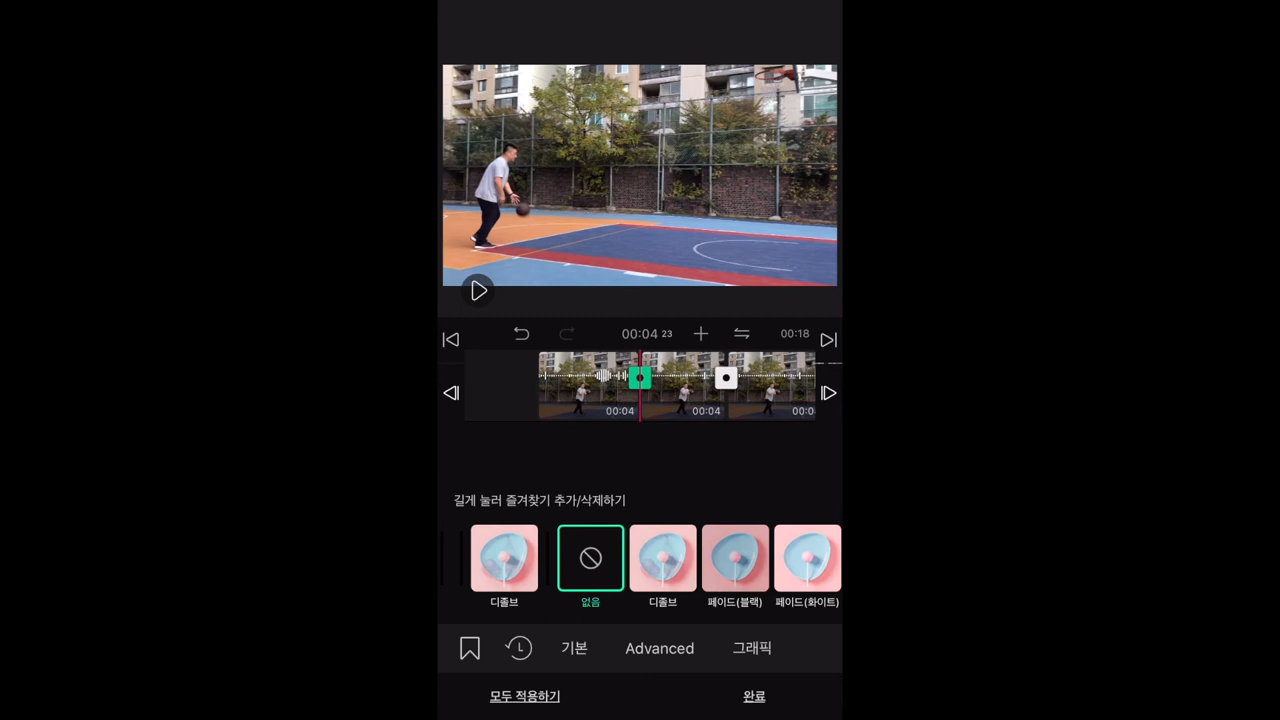 00:04 23
00:18
00:04
00:04
00:0
길게 눌러 즐겨찾기 추가/삭제하기
디졸브
없음
디졸브
페이드(블랙)
페이드(화이트)
기본
Advanced
그래픽
모두 적용하기
완료